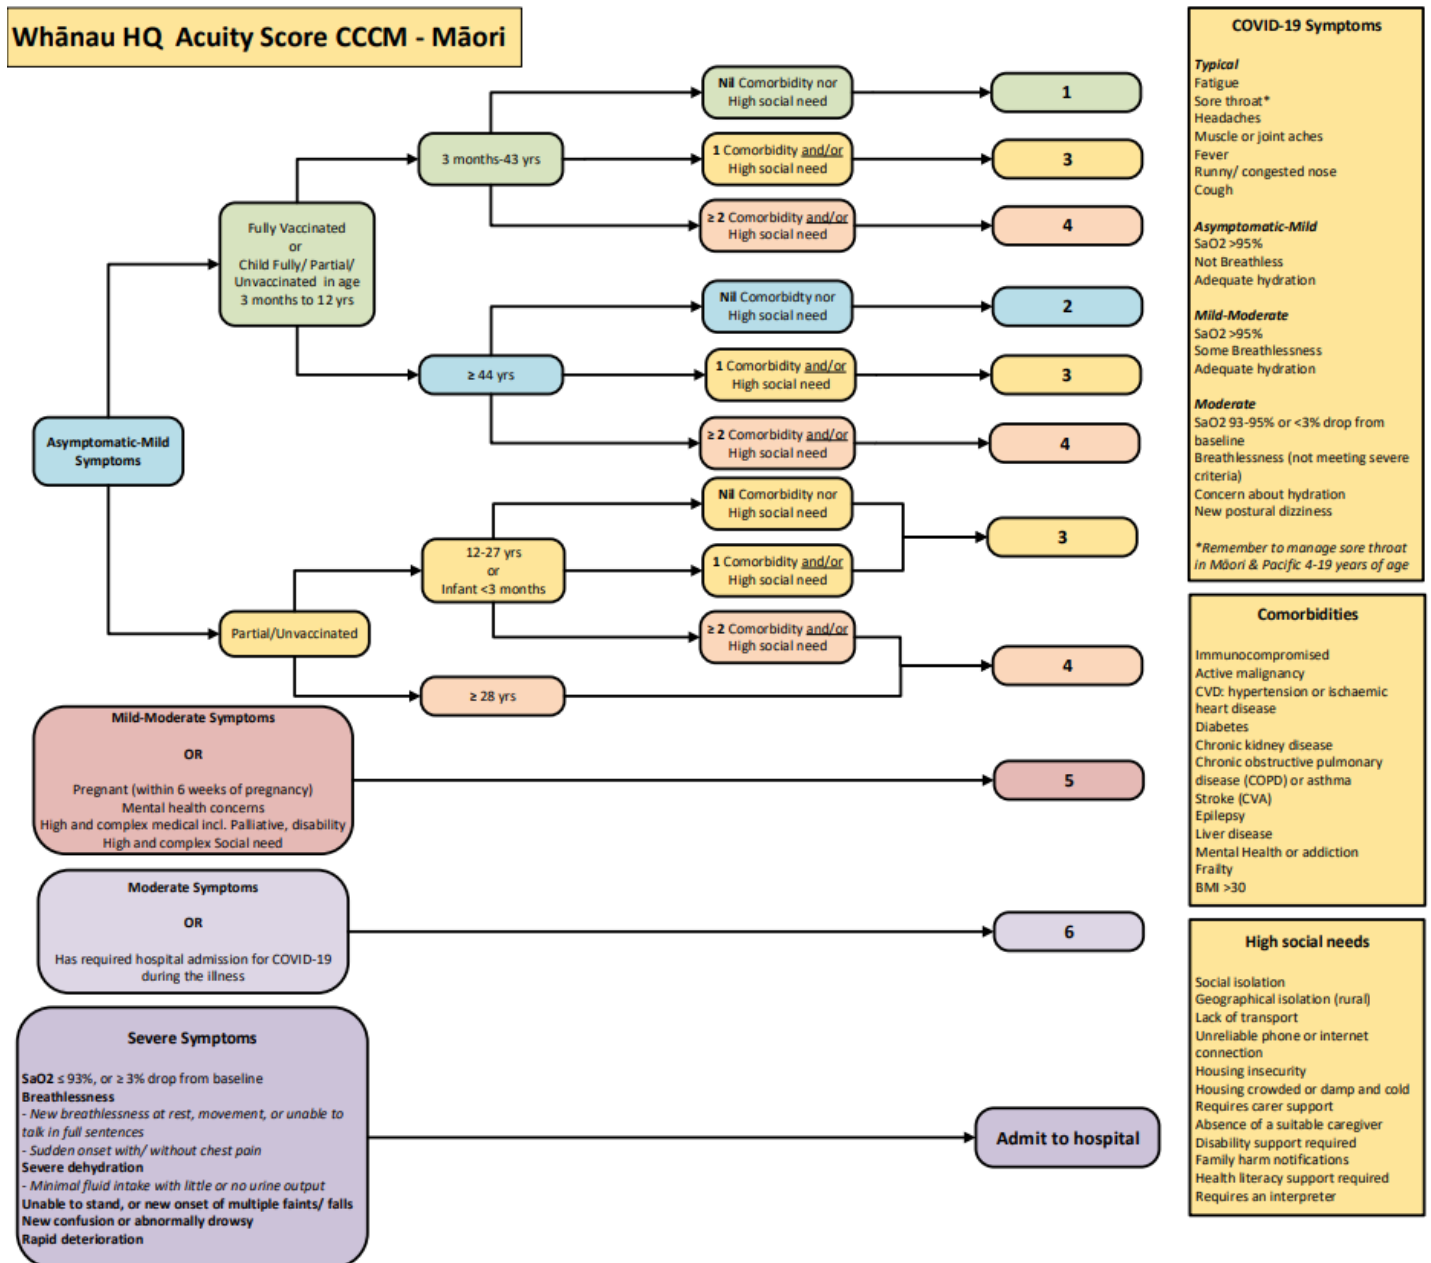 Whānau HQ Acuity Score CCCM - Māori
Asymptomatic-Mild
Symptoms
Fully Vaccinated
or
Child Fully/ Partial/
Unvaccinated in age
3 months to 12 yrs
3 months-43 yrs
Nil Comorbidity nor
High social need
1
1 Comorbidity and/or
High social need
3
≥ 2 Comorbidity and/or
High social need
4
≥ 44 yrs
Nil Comorbidty nor
High social need
2
1 Comorbidity and/or
High social need
3
≥ 2 Comorbidity and/or
High social need
4
Partial/Unvaccinated
12-27 yrs
or
Infant <3 months
Nil Comorbidity nor
High social need
1 Comorbidity and/or
High social need
3
≥ 2 Comorbidity and/or
High social need
≥ 28 yrs
4
Mild-Moderate Symptoms
OR
Pregnant (within 6 weeks of pregnancy)
Mental health concerns
High and complex medical incl. Palliative, disability
High and complex Social need
5
Moderate Symptoms
OR
Has required hospital admission for COVID-19
during the illness
6
Severe Symptoms
SaO2 ≤ 93%, or ≥ 3% drop from baseline
Breathlessness
- New breathlessness at rest, movement, or unable to
talk in full sentences
- Sudden onset with/ without chest pain
Severe dehydration
- Minimal fluid intake with little or no urine output
Unable to stand, or new onset of multiple faints/ falls
New confusion or abnormally drowsy
Rapid deterioration
Admit to hospital
COVID-19 Symptoms
Typical
Fatigue
Sore throat*
Headaches
Muscle or joint aches
Fever
Runny/ congested nose
Cough
Asymptomatic-Mild
SaO2 >95%
Not Breathless
Adequate hydration
Mild-Moderate
SaO2 >95%
Some Breathlessness
Adequate hydration
Moderate
SaO2 93-95% or <3% drop from
baseline
Breathlessness (not meeting severe
criteria)
Concern about hydration
New postural dizziness
*Remember to manage sore throat
in Māori & Pacific 4-19 years of age
Comorbidities
Immunocompromised
Active malignancy
CVD: hypertension or ischaemic
heart disease
Diabetes
Chronic kidney disease
Chronic obstructive pulmonary
disease (COPD) or asthma
Stroke (CVA)
Epilepsy
Liver disease
Mental Health or addiction
Frailty
BMI >30
High social needs
Social isolation
Geographical isolation (rural)
Lack of transport
Unreliable phone or internet
connection
Housing insecurity
Housing crowded or damp and cold
Requires carer support
Absence of a suitable caregiver
Disability support required
Family harm notifications
Health literacy support required
Requires an interpreter